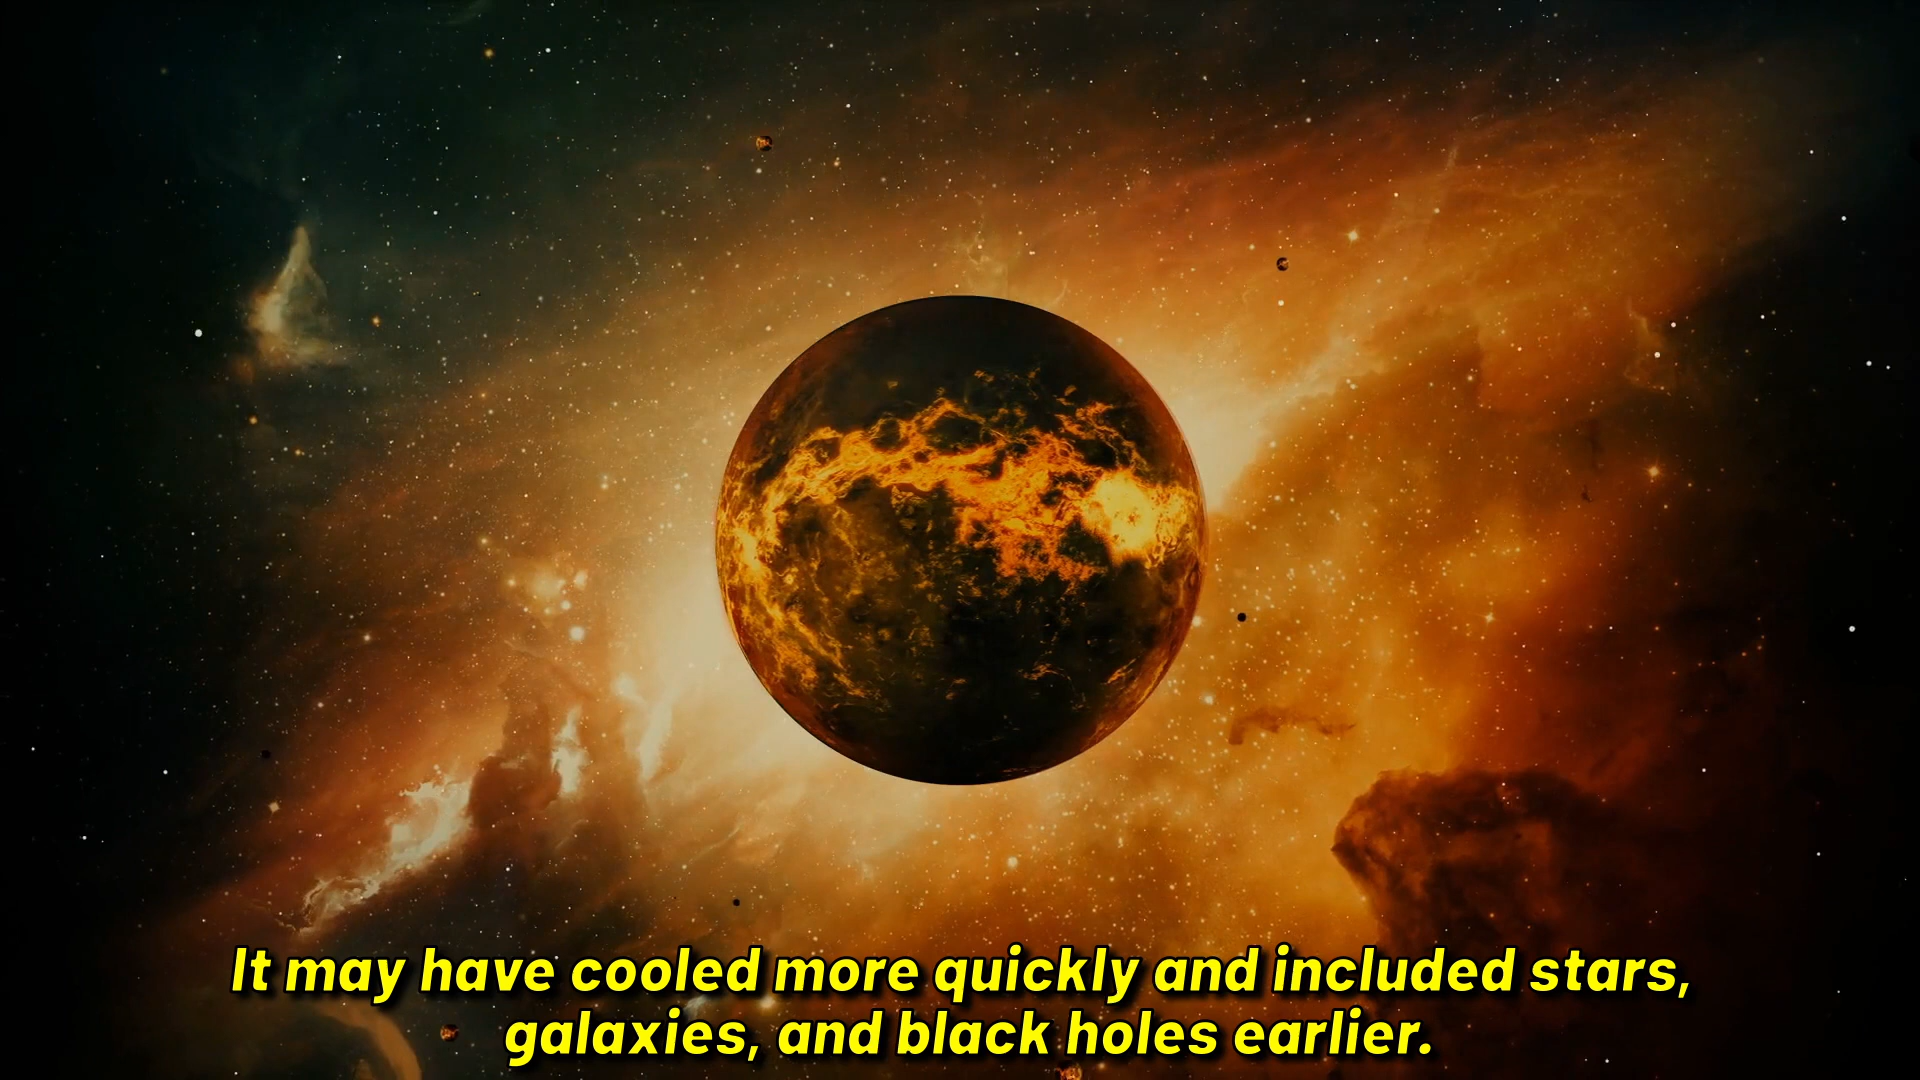 It may have cooled more quickly and included stars,
galaxies, and black holes earlier.